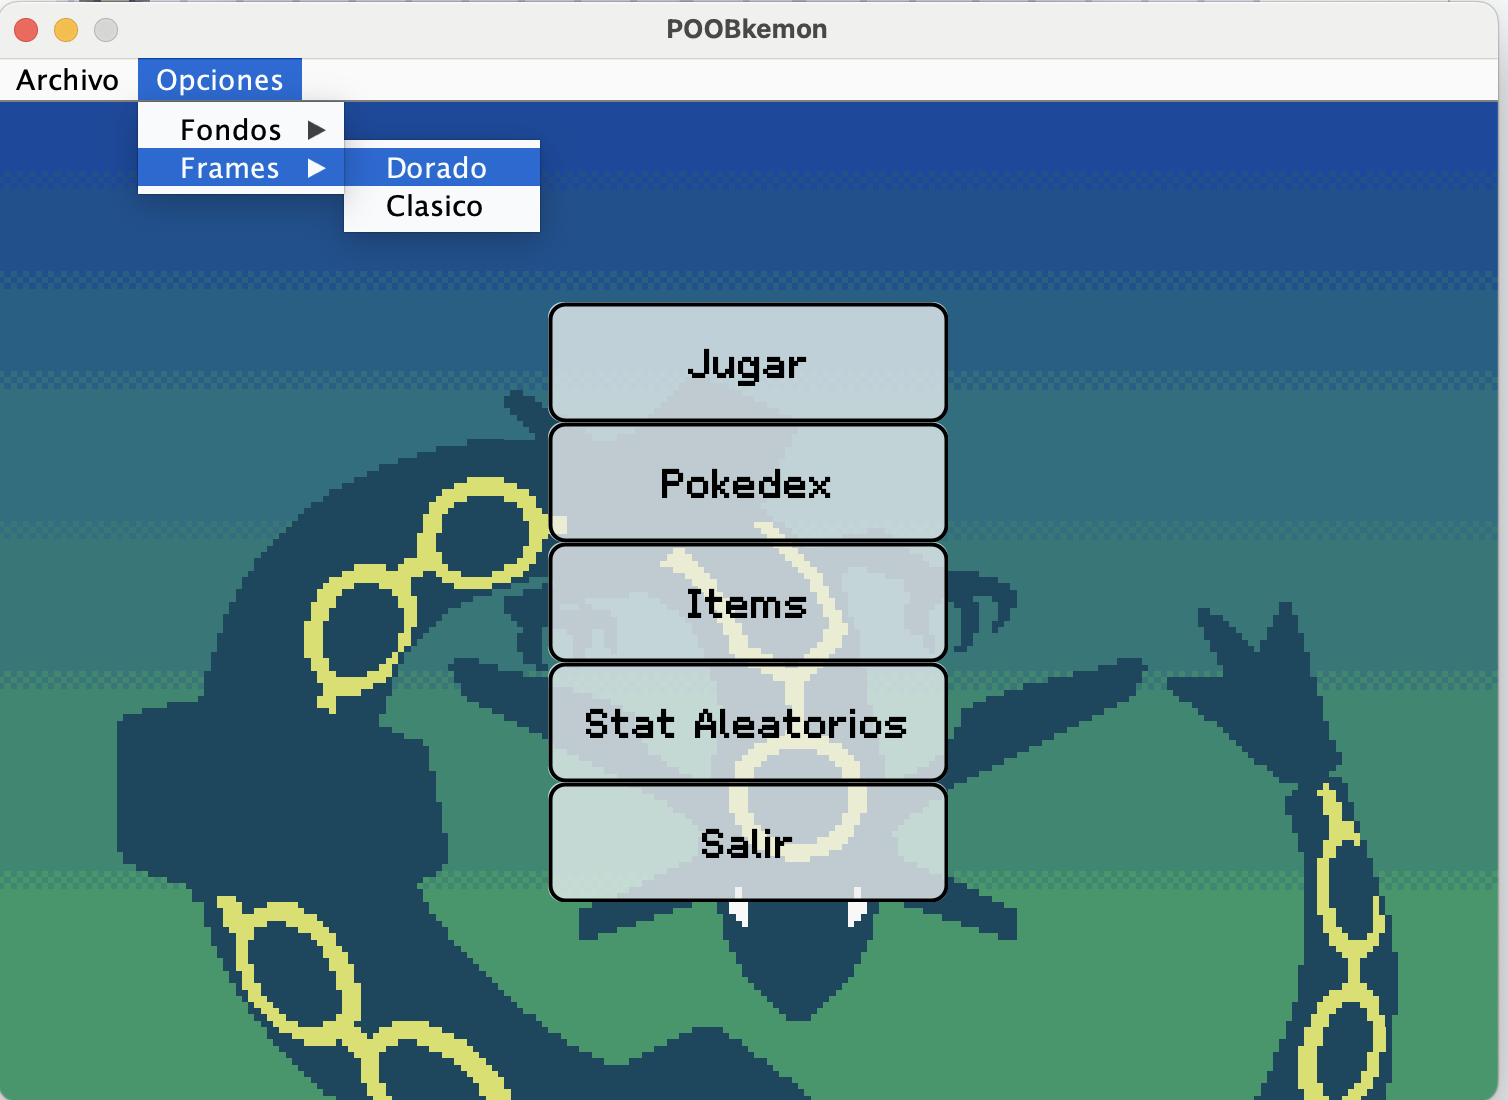 POOBkemon
Archivo Opciones
Fondos
Frames
Dorado
Clasico
Jugar
Pokedex
Items
Stat Aleatorios
Salir